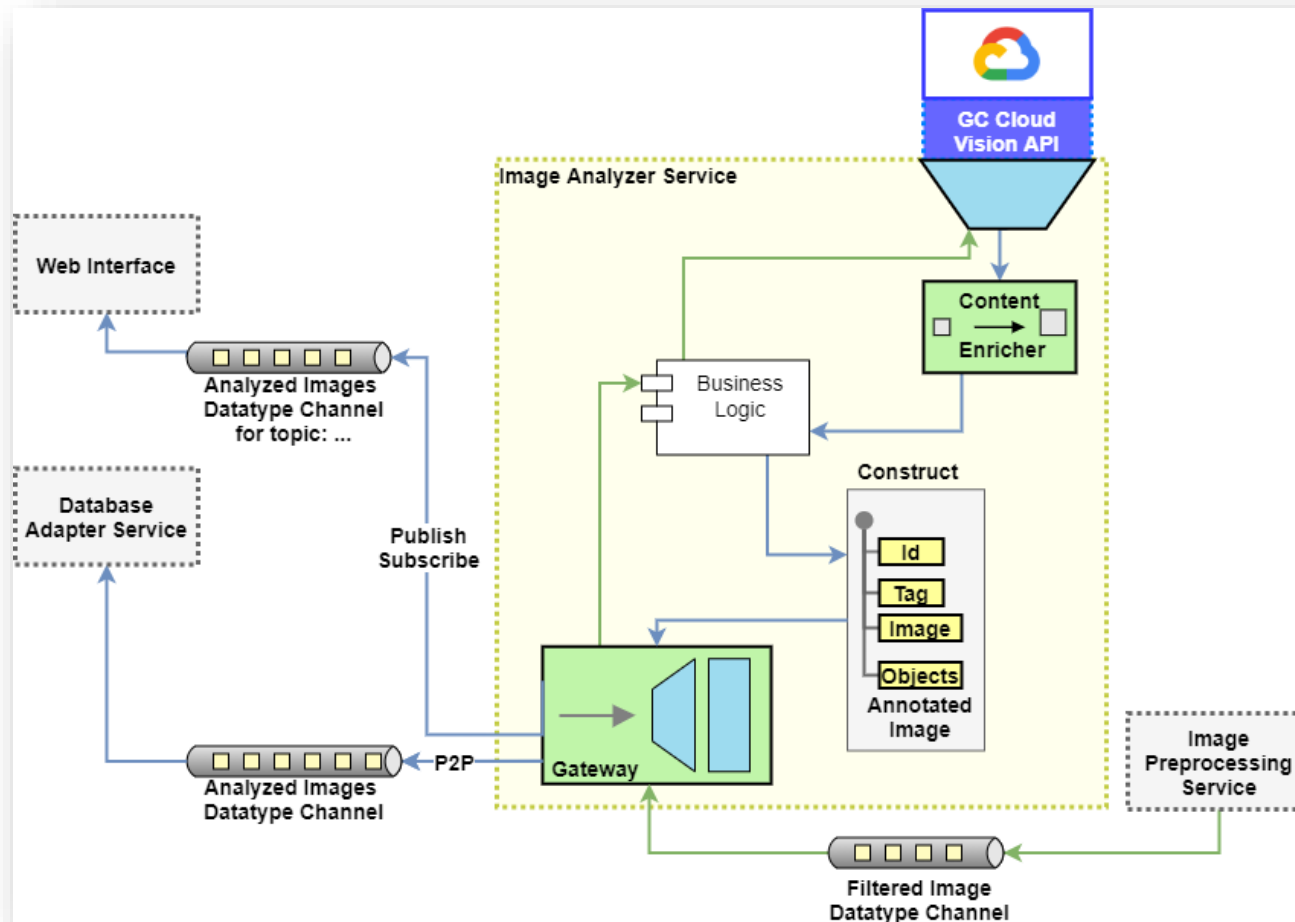 GC Cloud
Vision API
Image Analyzer Service
Web Interface
Content
Enricher
Analyzed Images
Datatype Channel
for topic: ...
Business
Logic
Construct
Database
Adapter Service
Publish
Subscribe
Id
Tag
Image
Objects
Annotated
Image
Image
Preprocessing
Service
P2P
Gateway
Analyzed Images
Datatype Channel
Filtered Image
Datatype Channel